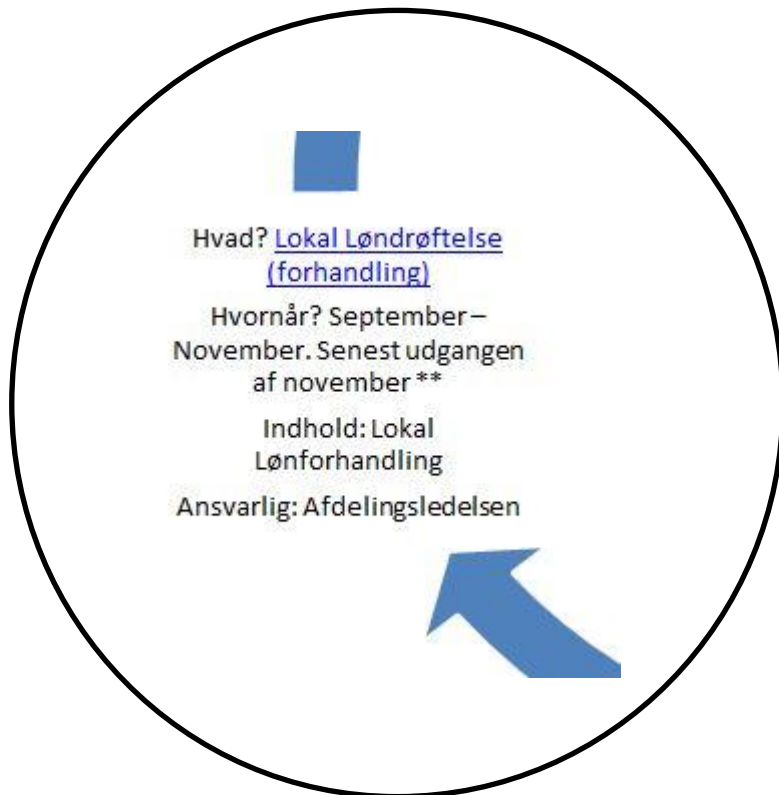 Hvad? Lokal Løndrøftelse
(forhandling)
Hvornår? September –
November. Senest udgangen
af november **
Indhold: Lokal
Lønforhandling
Ansvarlig: Afdelingsledelsen